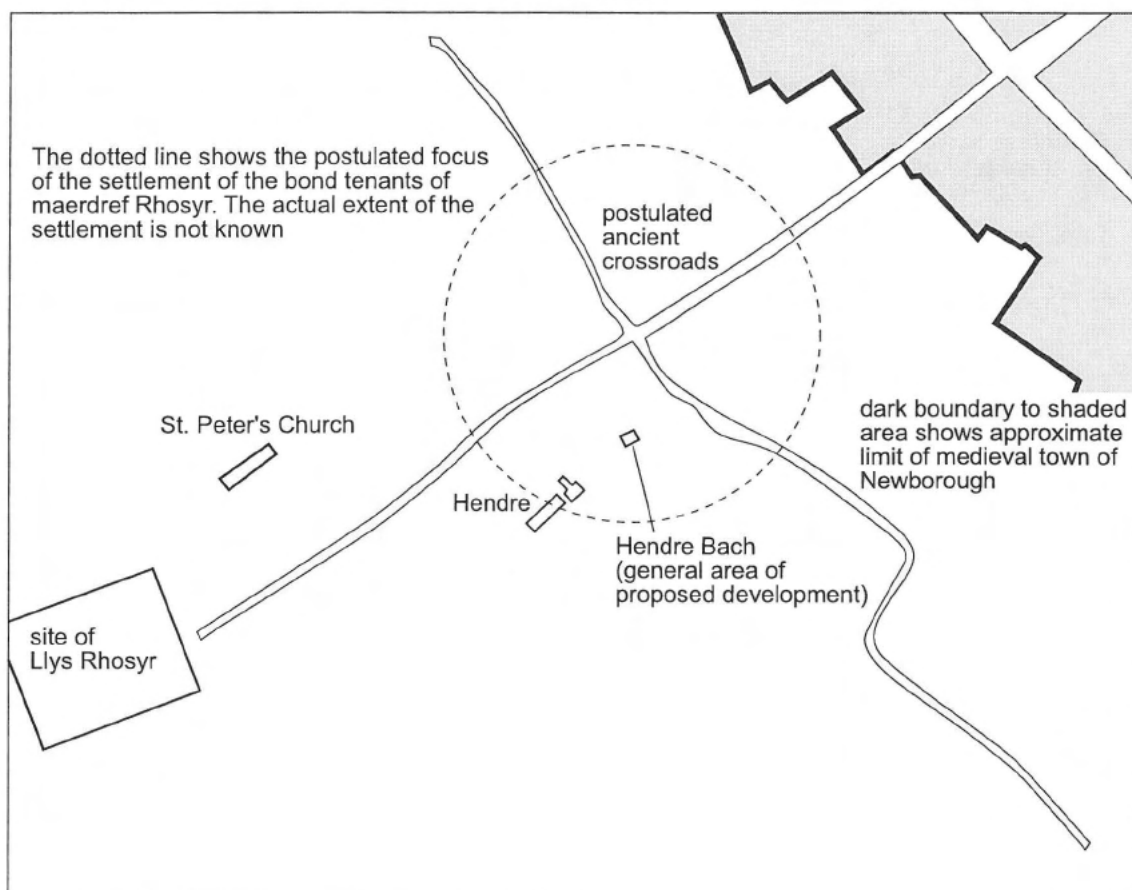 The dotted line shows the postulated focus
of the settlement of the bond tenants of
maerdref Rhosyr. The actual extent of the
settlement is not known
postulated
ancient
crossroads
St. Peter's Church
dark boundary to shaded
area shows approximate
limit of medieval town of
Newborough
Hendre
Hendre Bach
(general area of
proposed development)
site of
Llys Rhosyr